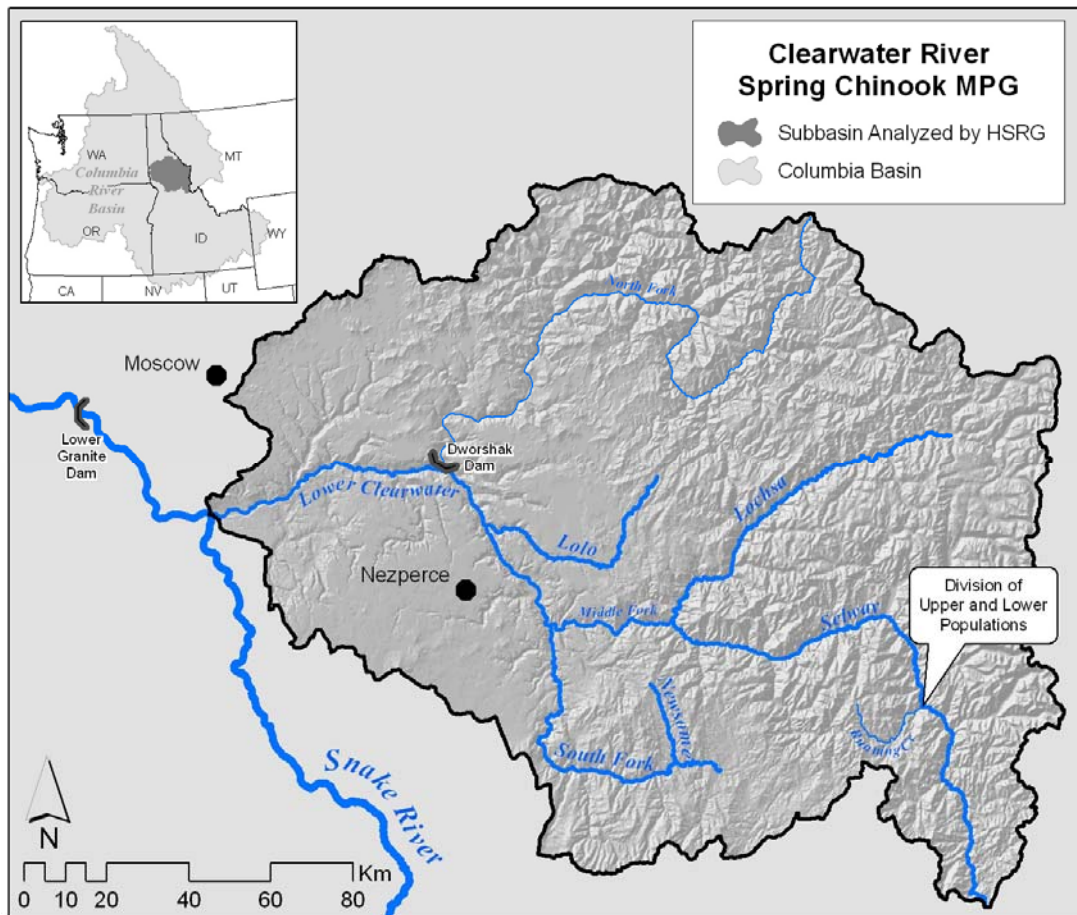 Clearwater River
Spring Chinook MPG
Subbasin Analyzed by HSRG
Columbia Basin
WA
MT
Columbia
River
Basin
OR
ID
WY
CA
NV
UT
North Fork
Moscow
Lower
Granite
Dam
Dworshak
Dam
Lower Clearwater
Lochsa
Lolo
Nezperce
Division of
Upper and Lower
Populations
Middle Fork
Selway
Newsome
Running Cr
South Fork
Snake River
N
Km
0 10 20 40 60 80